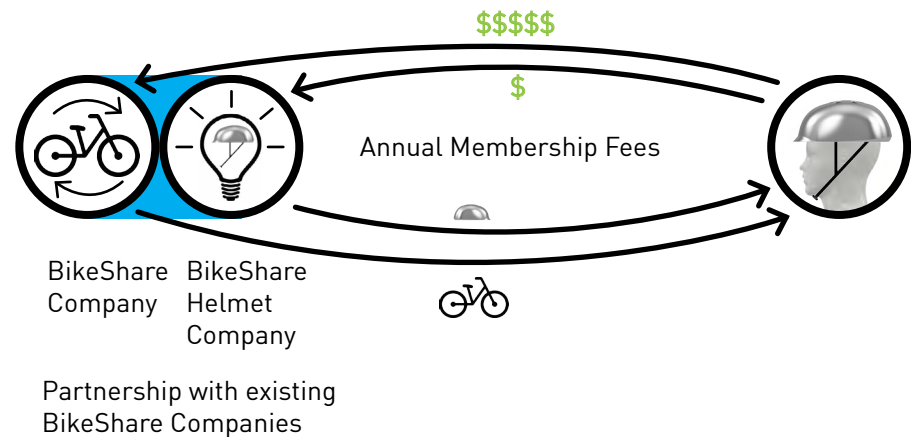 $$$$$
$
Annual Membership Fees
BikeShare
Company
BikeShare
Helmet
Company
Partnership with existing
BikeShare Companies